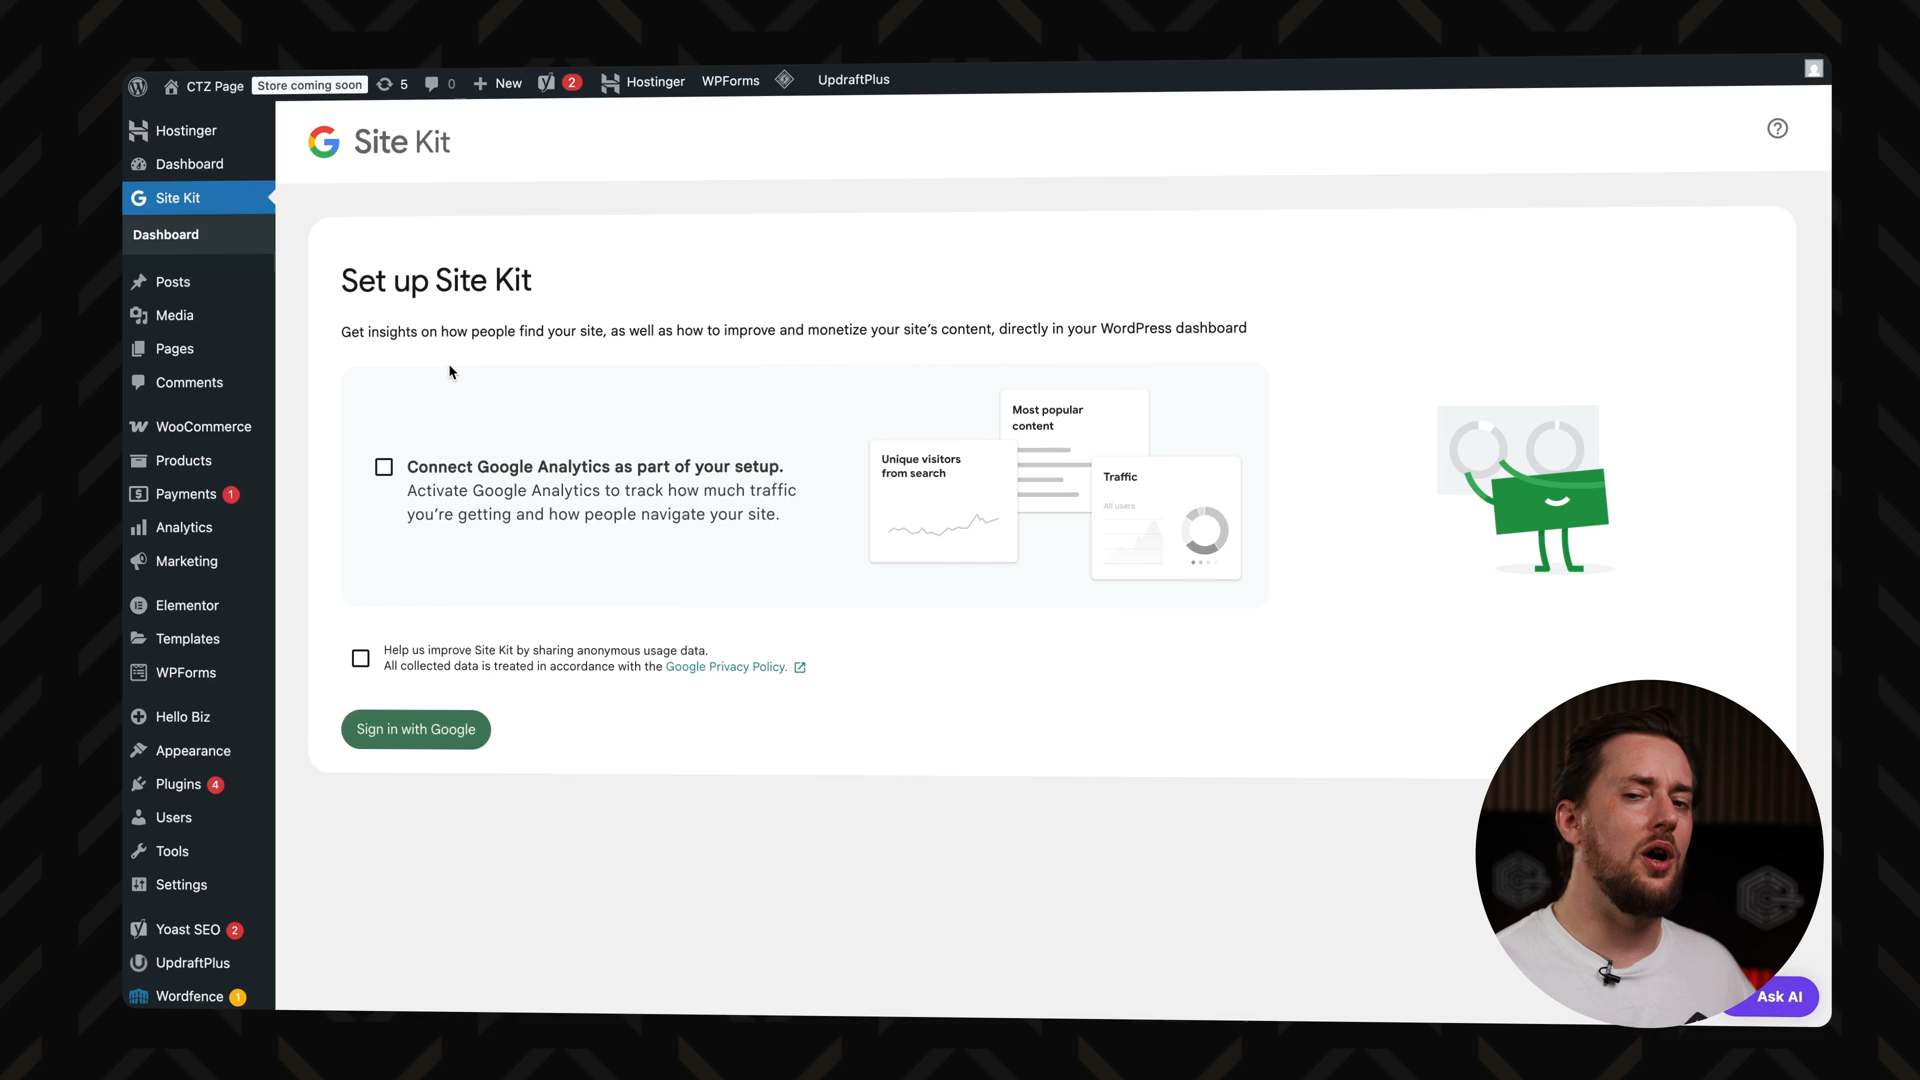 CTZ Page
Store coming soon
5
0
New
2
Hostinger
WPForms
UpdraftPlus
Hostinger
Dashboard
Site Kit
Dashboard
Posts
Media
Pages
Comments
WooCommerce
Products
Payments 1
Analytics
Marketing
Elementor
Templates
WPForms
Hello Biz
Appearance
Plugins 4
Users
Tools
Settings
Yoast SEO 2
UpdraftPlus
Wordfence 1
Site Kit
Set up Site Kit
Get insights on how people find your site, as well as how to improve and monetize your site's content, directly in your WordPress dashboard
Connect Google Analytics as part of your setup.
Activate Google Analytics to track how much traffic
you're getting and how people navigate your site.
Most popular
content
Unique visitors
from search
Traffic
All users
Help us improve Site Kit by sharing anonymous usage data.
All collected data is treated in accordance with the Google Privacy Policy.
Sign in with Google
Ask AI